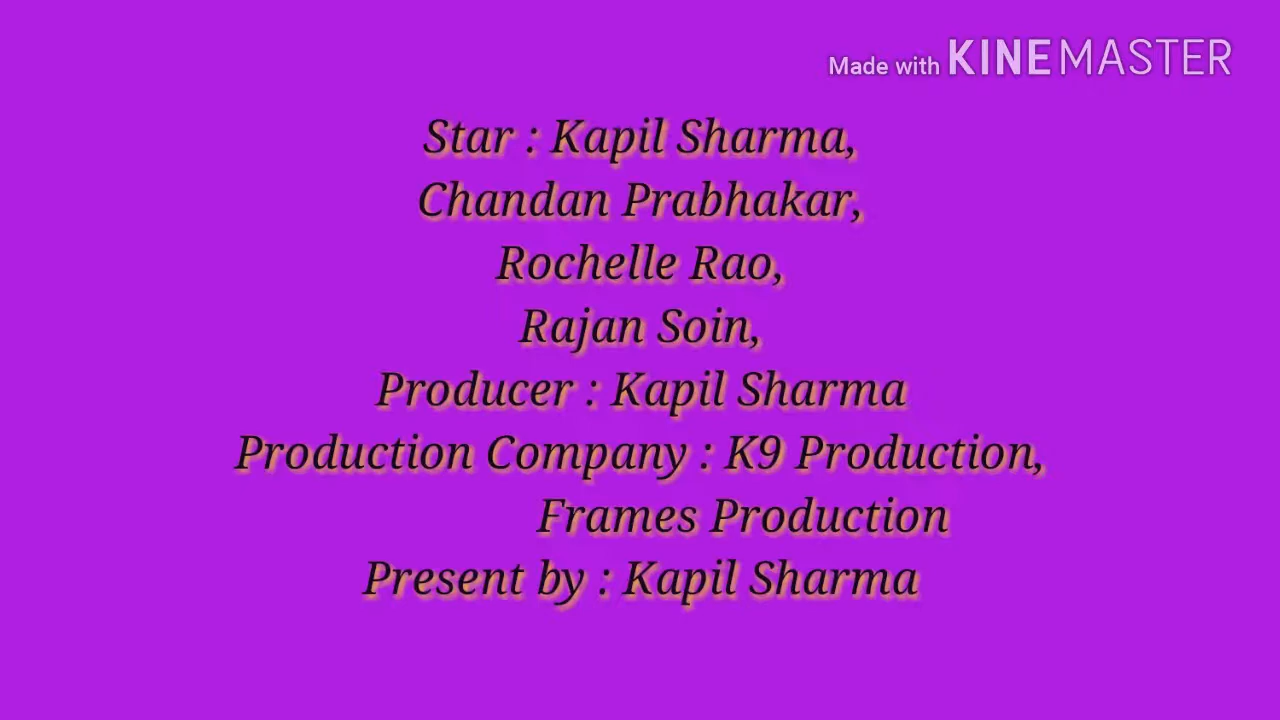 Made with KINEMASTER
Star : Kapil Sharma,
Chandan Prabhakar,
Rochelle Rao,
Rajan Soin,
Producer : Kapil Sharma
Production Company : K9 Production,
Frames Production
Present by : Kapil Sharma